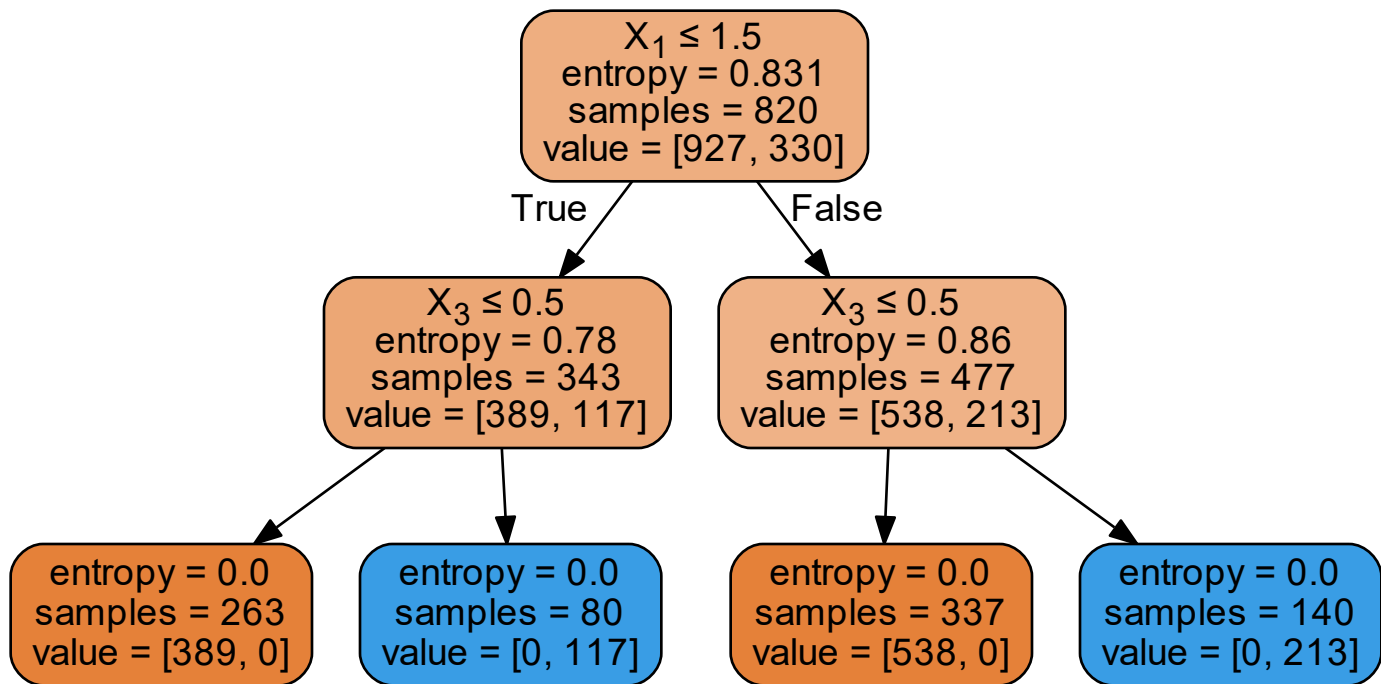 X₁ ≤ 1.5
entropy = 0.831
samples = 820
value = [927, 330]
True
False
X₃ ≤ 0.5
entropy = 0.78
samples = 343
value = [389, 117]
X₃ ≤ 0.5
entropy = 0.86
samples = 477
value = [538, 213]
entropy = 0.0
samples = 263
value = [389, 0]
entropy = 0.0
samples = 80
value = [0, 117]
entropy = 0.0
samples = 337
value = [538, 0]
entropy = 0.0
samples = 140
value = [0, 213]